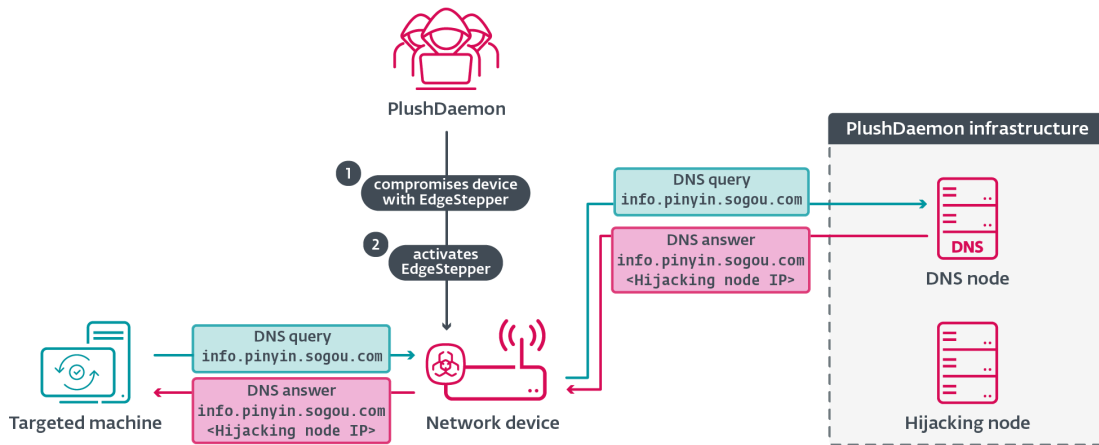 PlushDaemon
PlushDaemon infrastructure
1
compromises device
with EdgeStepper
DNS query
info.pinyin.sogou.com
2
activates
EdgeStepper
DNS answer
info.pinyin.sogou.com
<Hijacking node IP>
DNS
DNS node
DNS query
info.pinyin.sogou.com
DNS answer
info.pinyin.sogou.com
<Hijacking node IP>
Targeted machine
Network device
Hijacking node